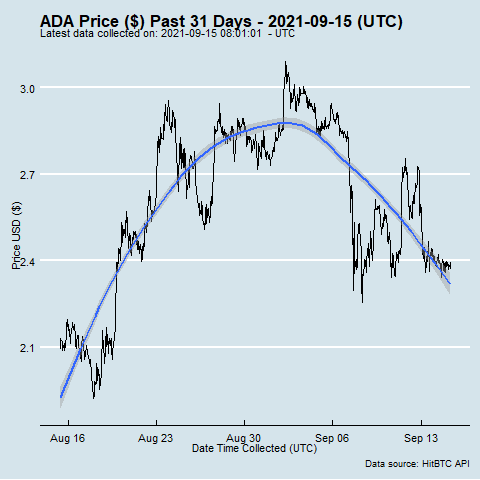 ADA Price ($) Past 31 Days - 2021-09-15 (UTC)
Latest data collected on: 2021-09-15 08:01:01 - UTC
3.0
2.7
2.4
2.1
Price USD ($)
Aug 16 Aug 23 Aug 30 Sep 06 Sep 13
Date Time Collected (UTC)
Data source: HitBTC API